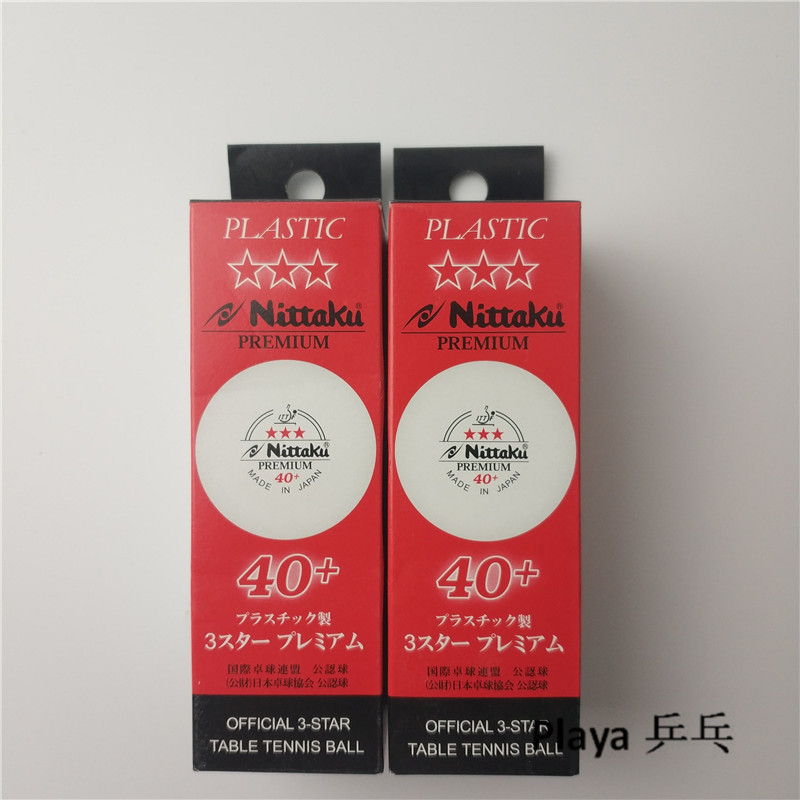 PLASTIC
Nittaku®
PREMIUM
ITTF
Nittaku®
PREMIUM
40+
MADE IN JAPAN
40+
プラスチック製
3スター プレミアム
国際卓球連盟 公認球
(公財)日本卓球協会 公認球
OFFICIAL 3-STAR
TABLE TENNIS BALL
PLASTIC
Nittaku®
PREMIUM
ITTF
Nittaku®
PREMIUM
40+
MADE IN JAPAN
40+
プラスチック製
3スター プレミアム
国際卓球連盟 公認球
(公財)日本卓球協会 公認球
OFFICIAL 3-STAR
TABLE TENNIS BALL
Playa 乒乓